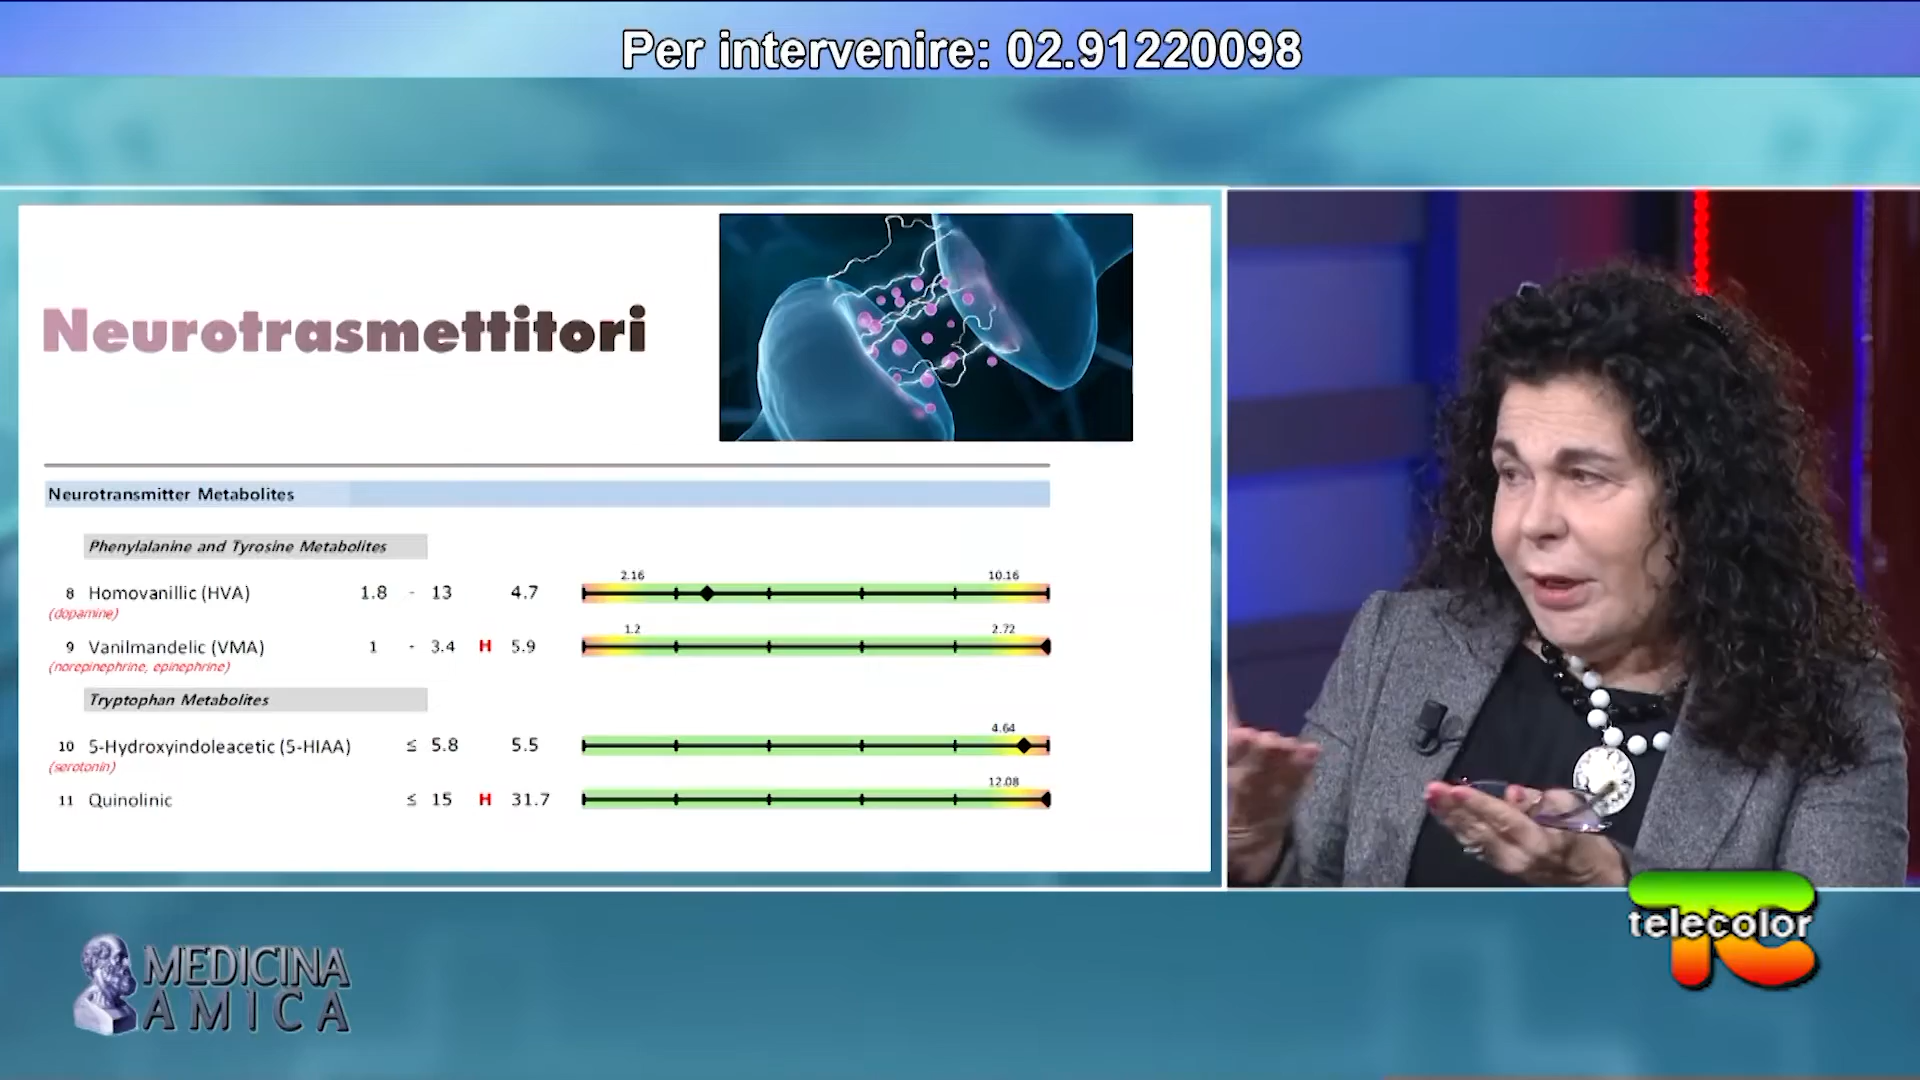 Per intervenire: 02.91220098
Neurotrasmettitori
Neurotransmitter Metabolites
Phenylalanine and Tyrosine Metabolites
2.16 10.16
8 Homovanillic (HVA) 1.8 - 13 4.7
(dopamine)
1.2 2.72
9 Vanilmandelic (VMA) 1 - 3.4 H 5.9
(norepinephrine, epinephrine)
Tryptophan Metabolites
4.64
10 5-Hydroxyindoleacetic (5-HIAA) ≤ 5.8 5.5
(serotonin)
12.08
11 Quinolinic ≤ 15 H 31.7
MEDICINA
AMICA
telecolor
TC